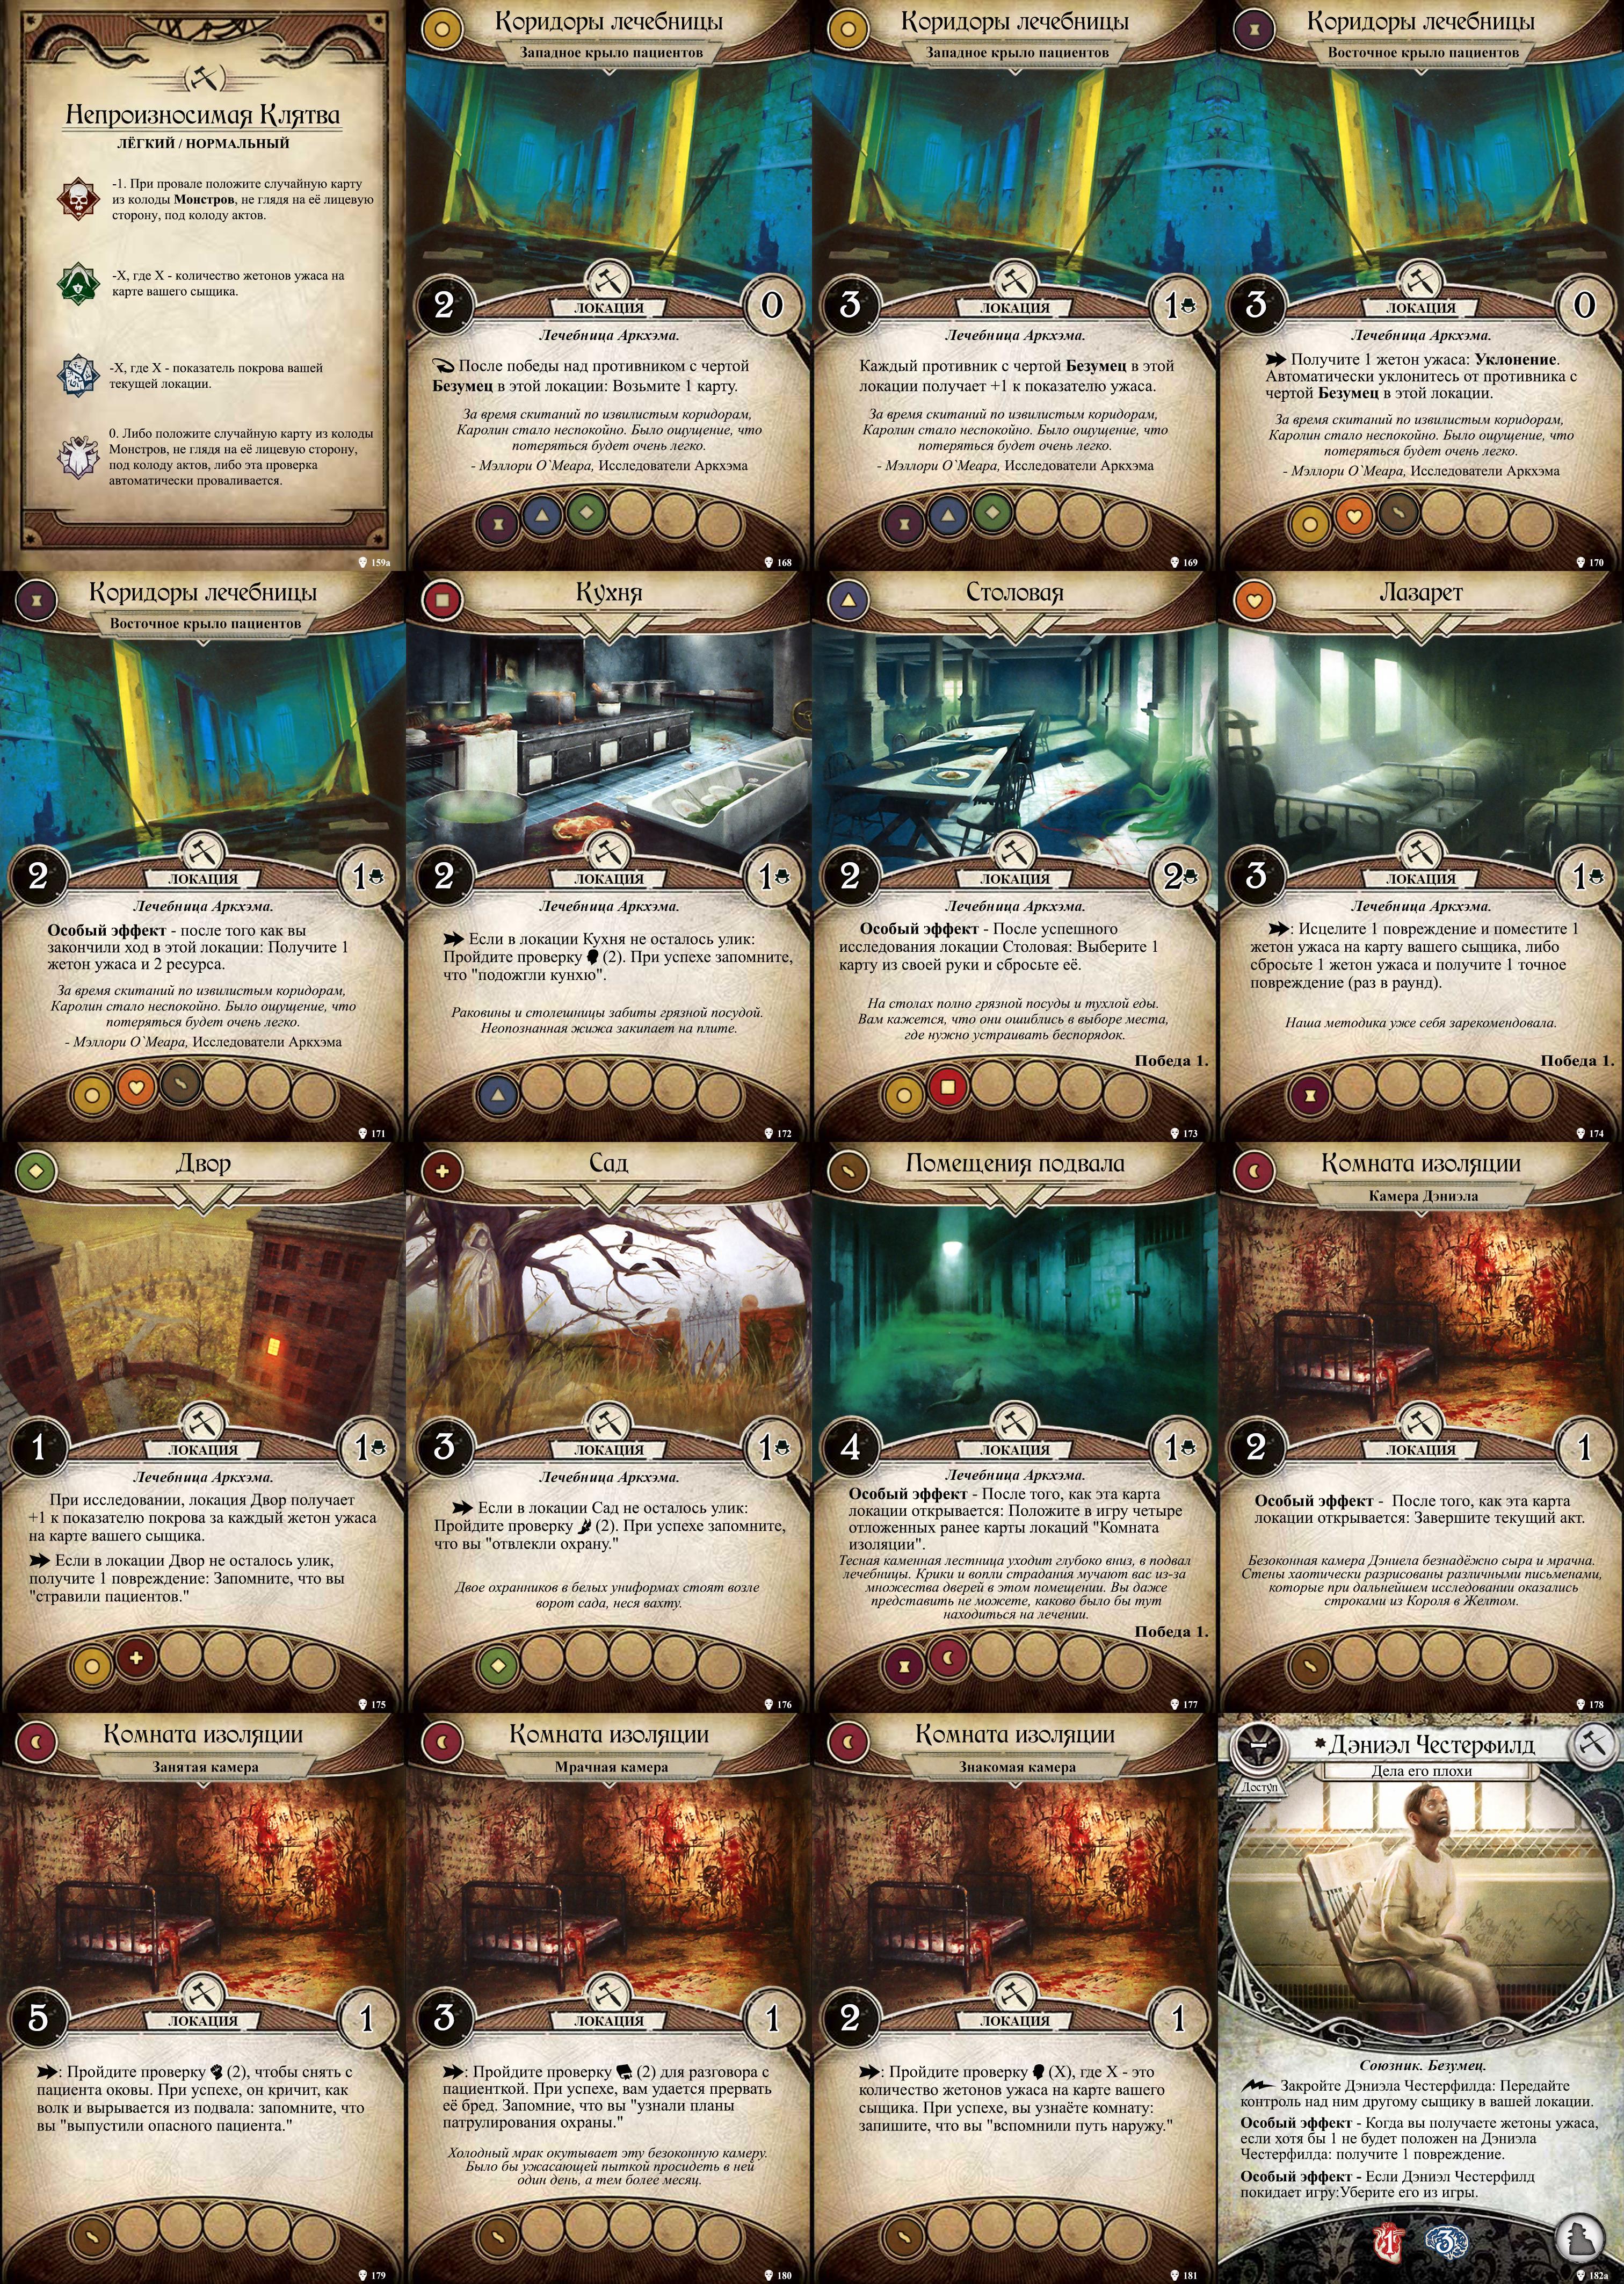 Непроизносимая Клятва
ЛЁГКИЙ / НОРМАЛЬНЫЙ
-1. При провале положите случайную карту
из колоды Монстров, не глядя на её лицевую
сторону, под колоду актов.
-X, где X - количество жетонов ужаса на
карте вашего сыщика.
-X, где X - показатель покрова вашей
текущей локации.
0. Либо положите случайную карту из колоды
Монстров, не глядя на её лицевую сторону,
под колоду актов, либо эта проверка
автоматически проваливается.
159a
Коридоры лечебницы
Западное крыло пациентов
2
ЛОКАЦИЯ
0
Лечебница Аркхэма.
После победы над противником с чертой
Безумец в этой локации: Возьмите 1 карту.
За время скитаний по извилистым коридорам,
Каролин стало неспокойно. Было ощущение, что
потеряться будет очень легко.
- Мэллори О`Меара, Исследователи Аркхэма
168
Коридоры лечебницы
Западное крыло пациентов
3
ЛОКАЦИЯ
1
Лечебница Аркхэма.
Каждый противник с чертой Безумец в этой
локации получает +1 к показателю ужаса.
За время скитаний по извилистым коридорам,
Каролин стало неспокойно. Было ощущение, что
потеряться будет очень легко.
- Мэллори О`Меара, Исследователи Аркхэма
169
Коридоры лечебницы
Восточное крыло пациентов
3
ЛОКАЦИЯ
0
Лечебница Аркхэма.
Получите 1 жетон ужаса: Уклонение.
Автоматически уклонитесь от противника с
чертой Безумец в этой локации.
За время скитаний по извилистым коридорам,
Каролин стало неспокойно. Было ощущение, что
потеряться будет очень легко.
- Мэллори О`Меара, Исследователи Аркхэма
170
Коридоры лечебницы
Восточное крыло пациентов
2
ЛОКАЦИЯ
1
Лечебница Аркхэма.
Особый эффект - после того как вы
закончили ход в этой локации: Получите 1
жетон ужаса и 2 ресурса.
За время скитаний по извилистым коридорам,
Каролин стало неспокойно. Было ощущение, что
потеряться будет очень легко.
- Мэллори О`Меара, Исследователи Аркхэма
171
Кухня
2
ЛОКАЦИЯ
1
Лечебница Аркхэма.
Если в локации Кухня не осталось улик:
Пройдите проверку (2). При успехе запомните,
что "подожгли кунхю".
Раковины и столешницы забиты грязной посудой.
Неопознанная жижа закипает на плите.
172
Столовая
2
ЛОКАЦИЯ
2
Лечебница Аркхэма.
Особый эффект - После успешного
исследования локации Столовая: Выберите 1
карту из своей руки и сбросьте её.
На столах полно грязной посуды и тухлой еды.
Вам кажется, что они ошиблись в выборе места,
где нужно устраивать беспорядок.
Победа 1.
173
Лазарет
3
ЛОКАЦИЯ
1
Лечебница Аркхэма.
: Исцелите 1 повреждение и поместите 1
жетон ужаса на карту вашего сыщика, либо
сбросьте 1 жетон ужаса и получите 1 точное
повреждение (раз в раунд).
Наша методика уже себя зарекомендовала.
Победа 1.
174
Двор
1
ЛОКАЦИЯ
1
Лечебница Аркхэма.
При исследовании, локация Двор получает
+1 к показателю покрова за каждый жетон ужаса
на карте вашего сыщика.
Если в локации Двор не осталось улик,
получите 1 повреждение: Запомните, что вы
"стравили пациентов."
175
Сад
3
ЛОКАЦИЯ
1
Лечебница Аркхэма.
Если в локации Сад не осталось улик:
Пройдите проверку (2). При успехе запомните,
что вы "отвлекли охрану."
Двое охранников в белых униформах стоят возле
ворот сада, неся вахту.
176
Помещения подвала
4
ЛОКАЦИЯ
1
Лечебница Аркхэма.
Особый эффект - После того, как эта карта
локации открывается: Положите в игру четыре
отложенных ранее карты локаций "Комната
изоляции".
Тесная каменная лестница уходит глубоко вниз, в подвал
лечебницы. Крики и вопли страдания мучают вас из-за
множества дверей в этом помещении. Вы даже
представить не можете, каково было бы тут
находиться на лечении.
Победа 1.
177
Комната изоляции
Камера Дэниэла
2
ЛОКАЦИЯ
1
Особый эффект - После того, как эта карта
локации открывается: Завершите текущий акт.
Безоконная камера Дэниела безнадёжно сыра и мрачна.
Стены хаотически разрисованы различными письменами,
которые при дальнейшем исследовании оказались
строками из Короля в Желтом.
178
Комната изоляции
Занятая камера
5
ЛОКАЦИЯ
1
: Пройдите проверку (2), чтобы снять с
пациента оковы. При успехе, он кричит, как
волк и вырывается из подвала: запомните, что
вы "выпустили опасного пациента."
179
Комната изоляции
Мрачная камера
3
ЛОКАЦИЯ
1
: Пройдите проверку (2) для разговора с
пациенткой. При успехе, вам удается прервать
её бред. Запомние, что вы "узнали планы
патрулирования охраны."
Холодный мрак окутывает эту безоконную камеру.
Было бы ужасающей пыткой просидеть в ней
один день, а тем более месяц.
180
Комната изоляции
Знакомая камера
2
ЛОКАЦИЯ
1
: Пройдите проверку (X), где X - это
количество жетонов ужаса на карте вашего
сыщика. При успехе, вы узнаёте комнату:
запишите, что вы "вспомнили путь наружу."
181
Дэниэл Честерфилд
Доступ
Дела его плохи
Союзник. Безумец.
Закройте Дэниэла Честерфилда: Передайте
контроль над ним другому сыщику в вашей локации.
Особый эффект - Когда вы получаете жетоны ужаса,
если хотя бы 1 не будет положен на Дэниэла
Честерфилда: получите 1 повреждение.
Особый эффект - Если Дэниэл Честерфилд
покидает игру:Уберите его из игры.
1
3
182a